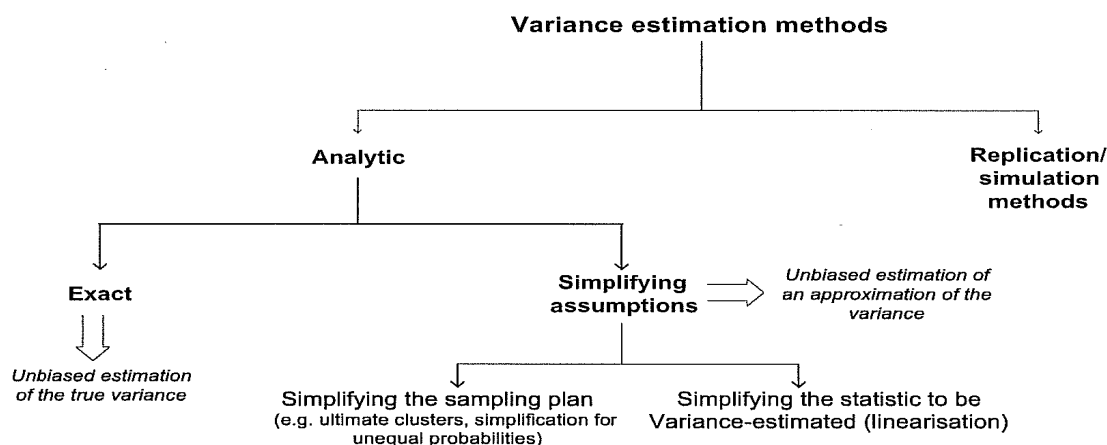 Variance estimation methods
Analytic
Replication/
simulation
methods
Exact
Simplifying
assumptions
Unbiased estimation of
an approximation of the
variance
Unbiased estimation
of the true variance
Simplifying the sampling plan
(e.g. ultimate clusters, simplification for
unequal probabilities)
Simplifying the statistic to be
Variance-estimated (linearisation)